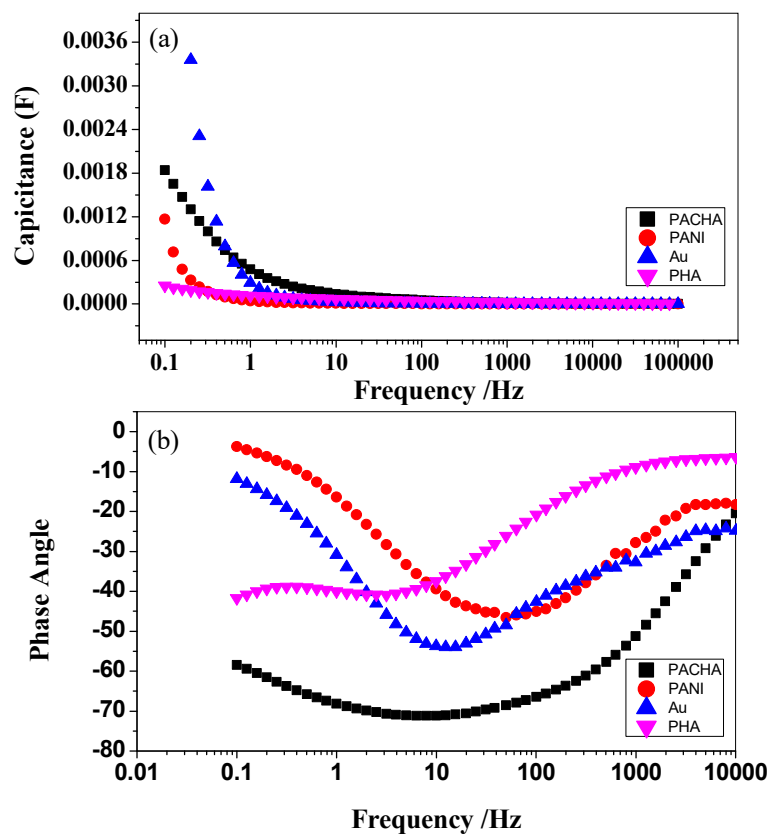 (a)
Capicitance (F)
0.0036
0.0030
0.0024
0.0018
0.0012
0.0006
0.0000
PACHA
PANI
Au
PHA
0.1 1 10 100 1000 10000 100000
Frequency /Hz
(b)
Phase Angle
0
-10
-20
-30
-40
-50
-60
-70
-80
PACHA
PANI
Au
PHA
0.01 0.1 1 10 100 1000 10000
Frequency /Hz